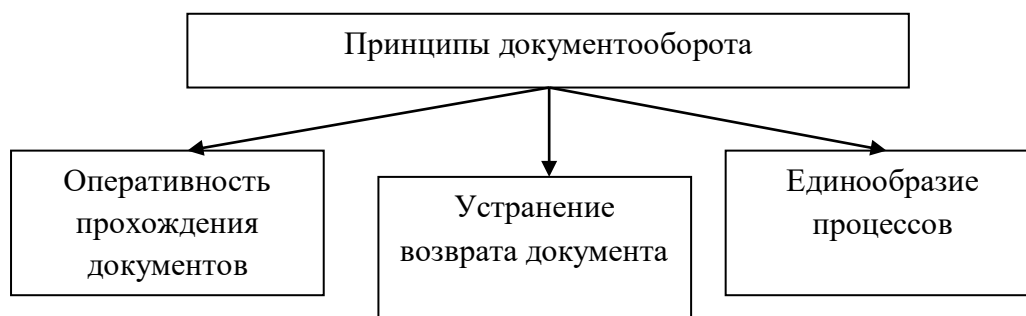 Принципы документооборота
Оперативность
прохождения
документов
Устранение
возврата документа
Единообразие
процессов